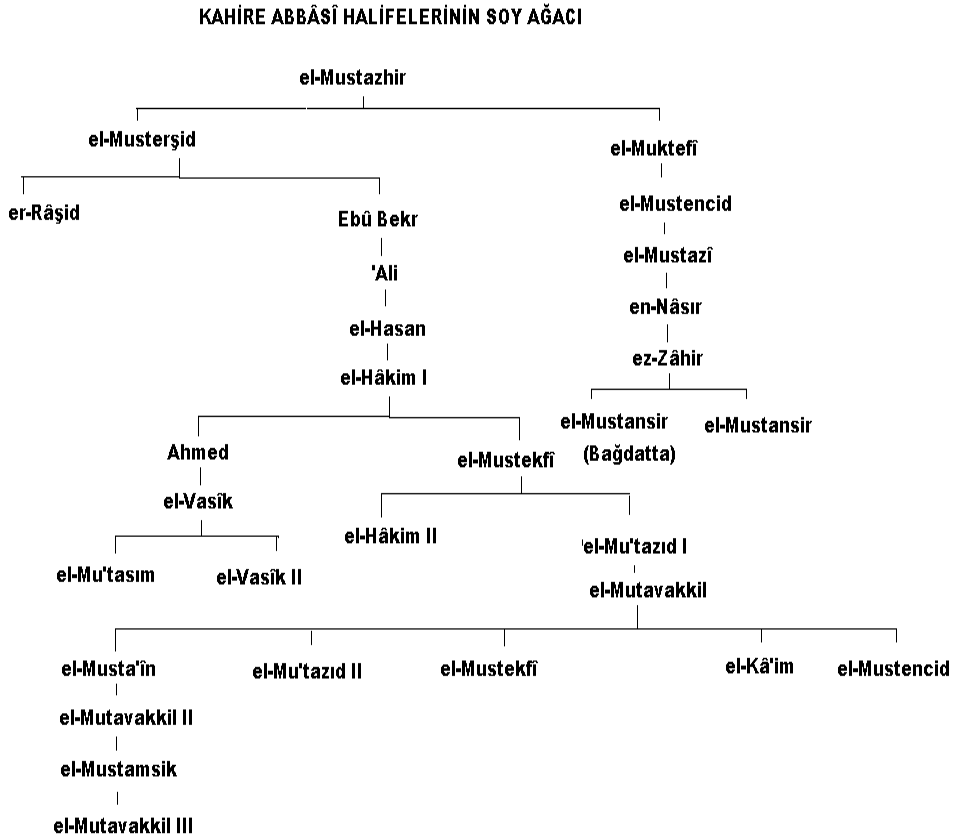 KAHİRE ABBÂSÎ HALİFELERİNİN SOY AĞACI
el-Mustazhir
el-Musterşid
el-Muktefî
er-Râşid
Ebû Bekr
el-Mustencid
'Ali
el-Mustazî
el-Hasan
en-Nâsır
el-Hâkim I
ez-Zâhir
el-Mustansir
(Bağdatta)
el-Mustansir
Ahmed
el-Mustekfî
el-Vasîk
el-Hâkim II
el-Mu'tazıd I
el-Mu'tasım
el-Vasîk II
el-Mutavakkil
el-Musta'în
el-Mu'tazıd II
el-Mustekfî
el-Kâ'im
el-Mustencid
el-Mutavakkil II
el-Mustamsik
el-Mutavakkil III